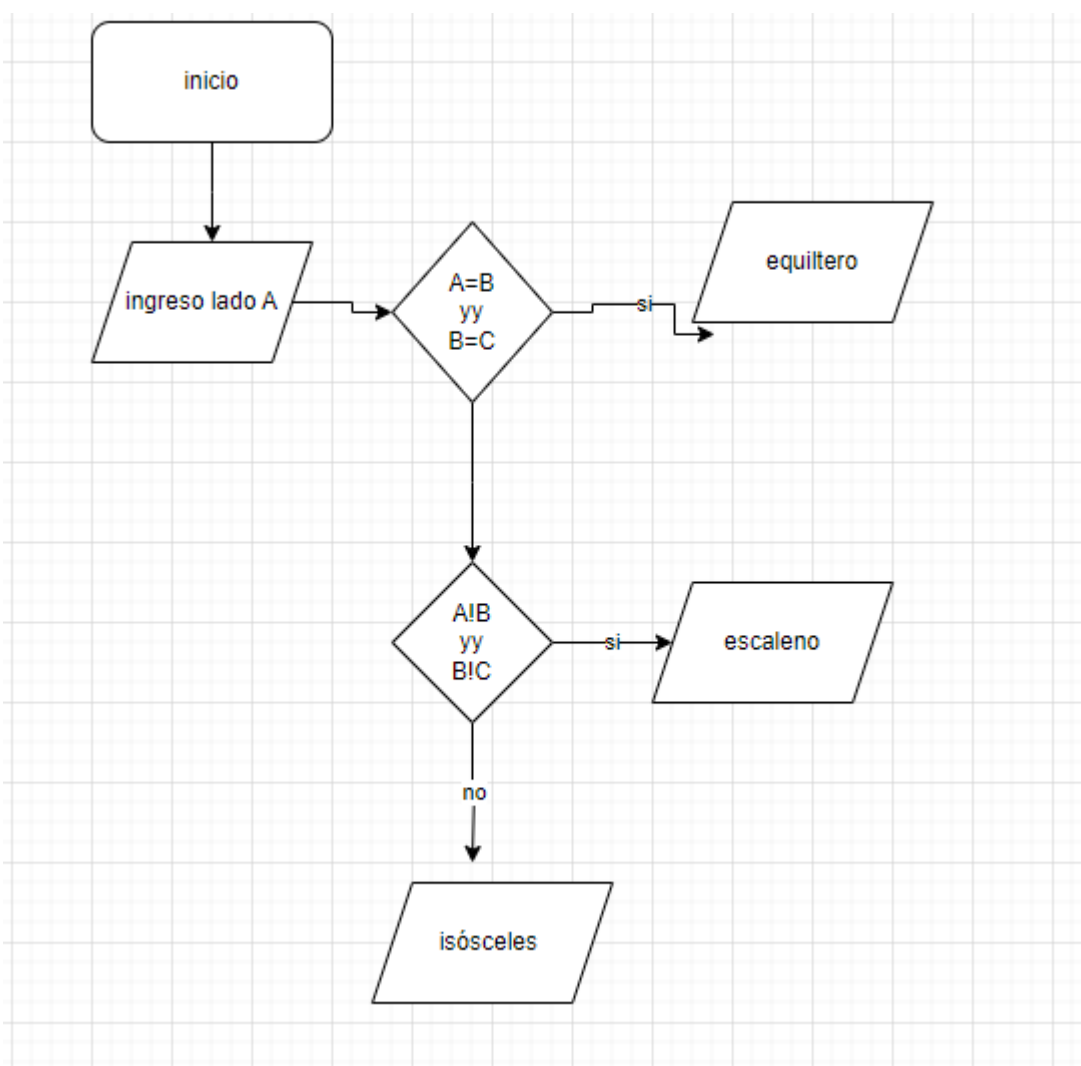 inicio
ingreso lado A
A=B
yy
B=C
si
equiltero
A!B
yy
B!C
si
escaleno
no
isósceles